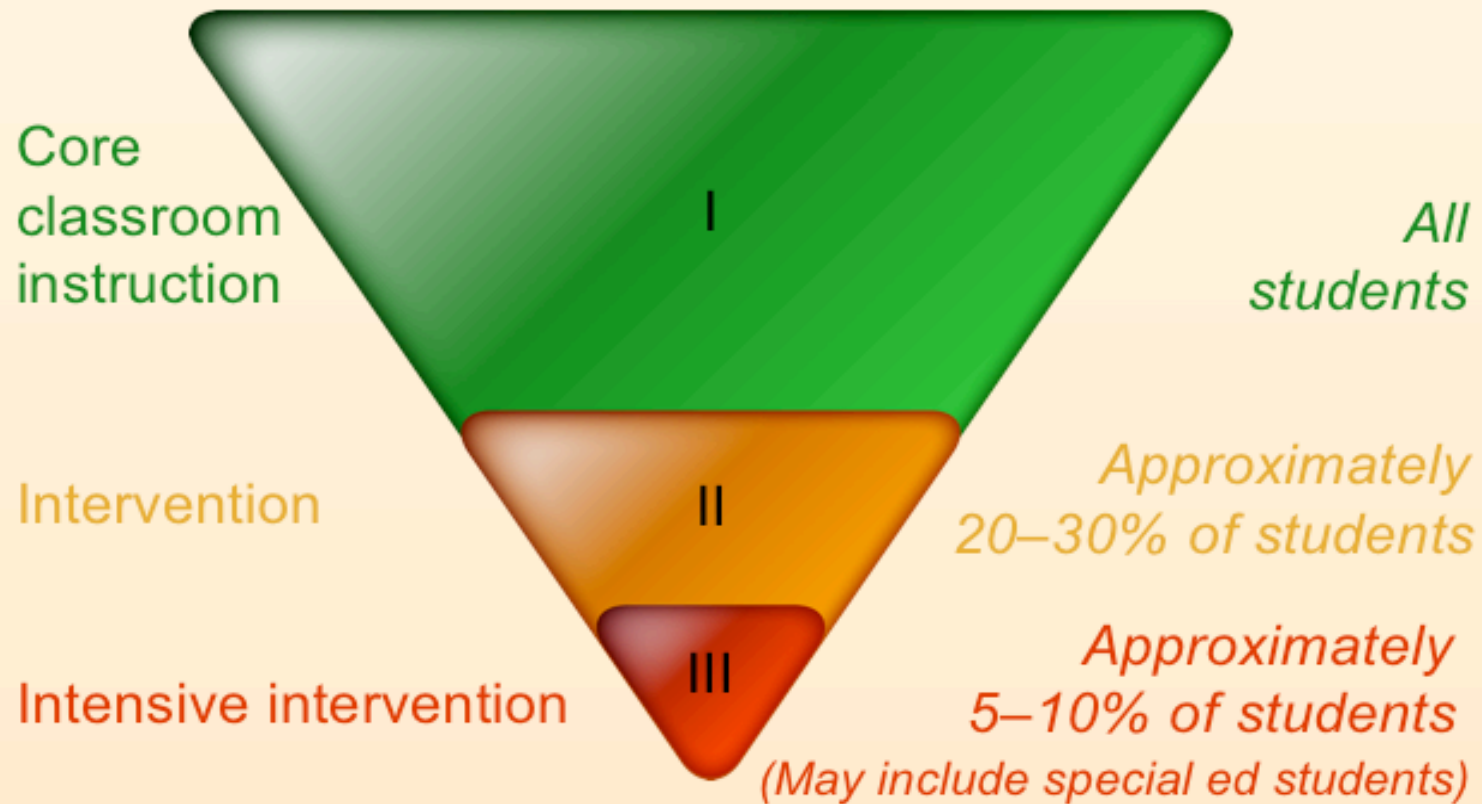 Core
classroom
instruction
I
All
students
Intervention
II
Approximately
20–30% of students
Intensive intervention
III
Approximately
5–10% of students
(May include special ed students)